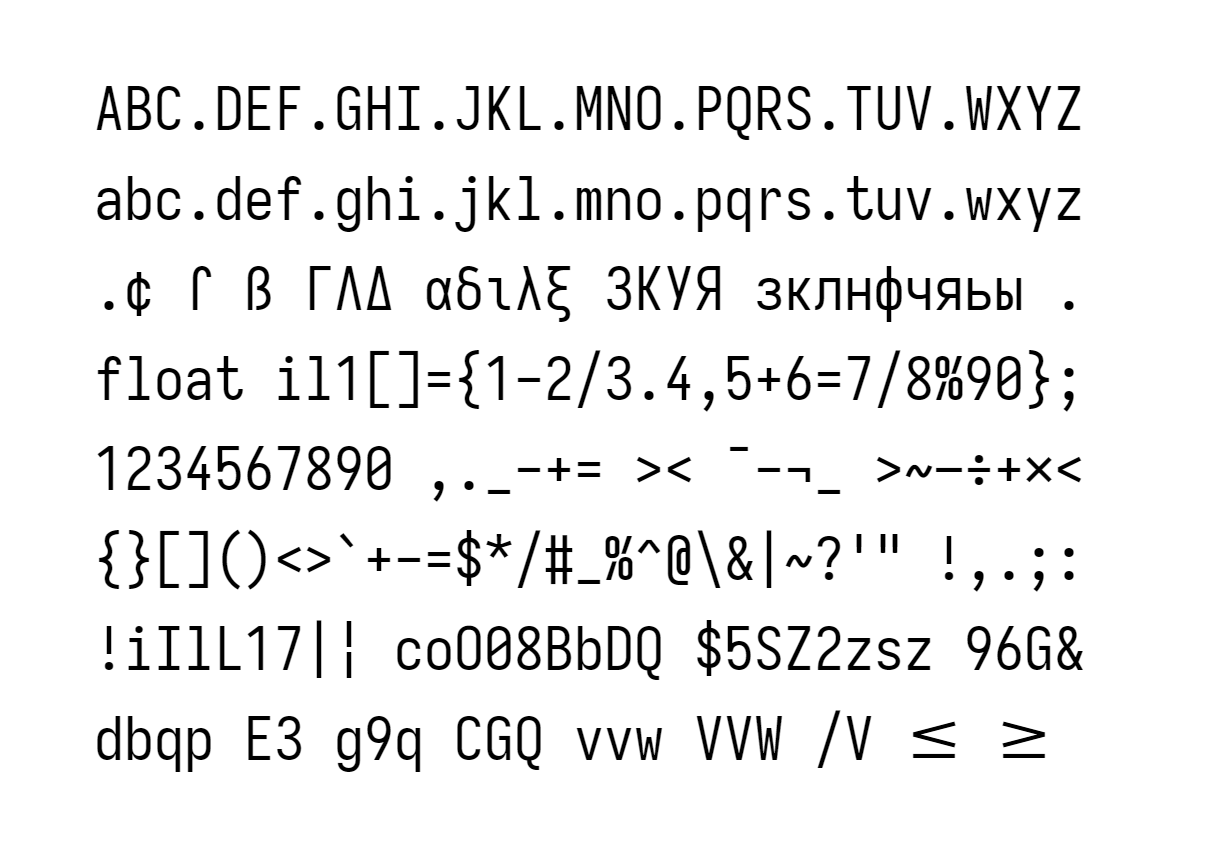 ABC.DEF.GHI.JKL.MNO.PQRS.TUV.WXYZ
abc.def.ghi.jkl.mno.pqrs.tuv.wxyz
.¢ ſ ß ΓΛΔ αδιλξ ЗКУЯ зклнфчяьы .
float il1[]={1-2/3.4,5+6=7/8%90};
1234567890 ,._-+= >< ¯-¬_ >~–÷+×<
{}[]()<>`+-=$*/#_%^@\&|~?'" !,.;:
!iIlL17|¦ coO08BbDQ $5SZ2zsz 96G&
dbqp E3 g9q CGQ vvw VVW /V ≤ ≥